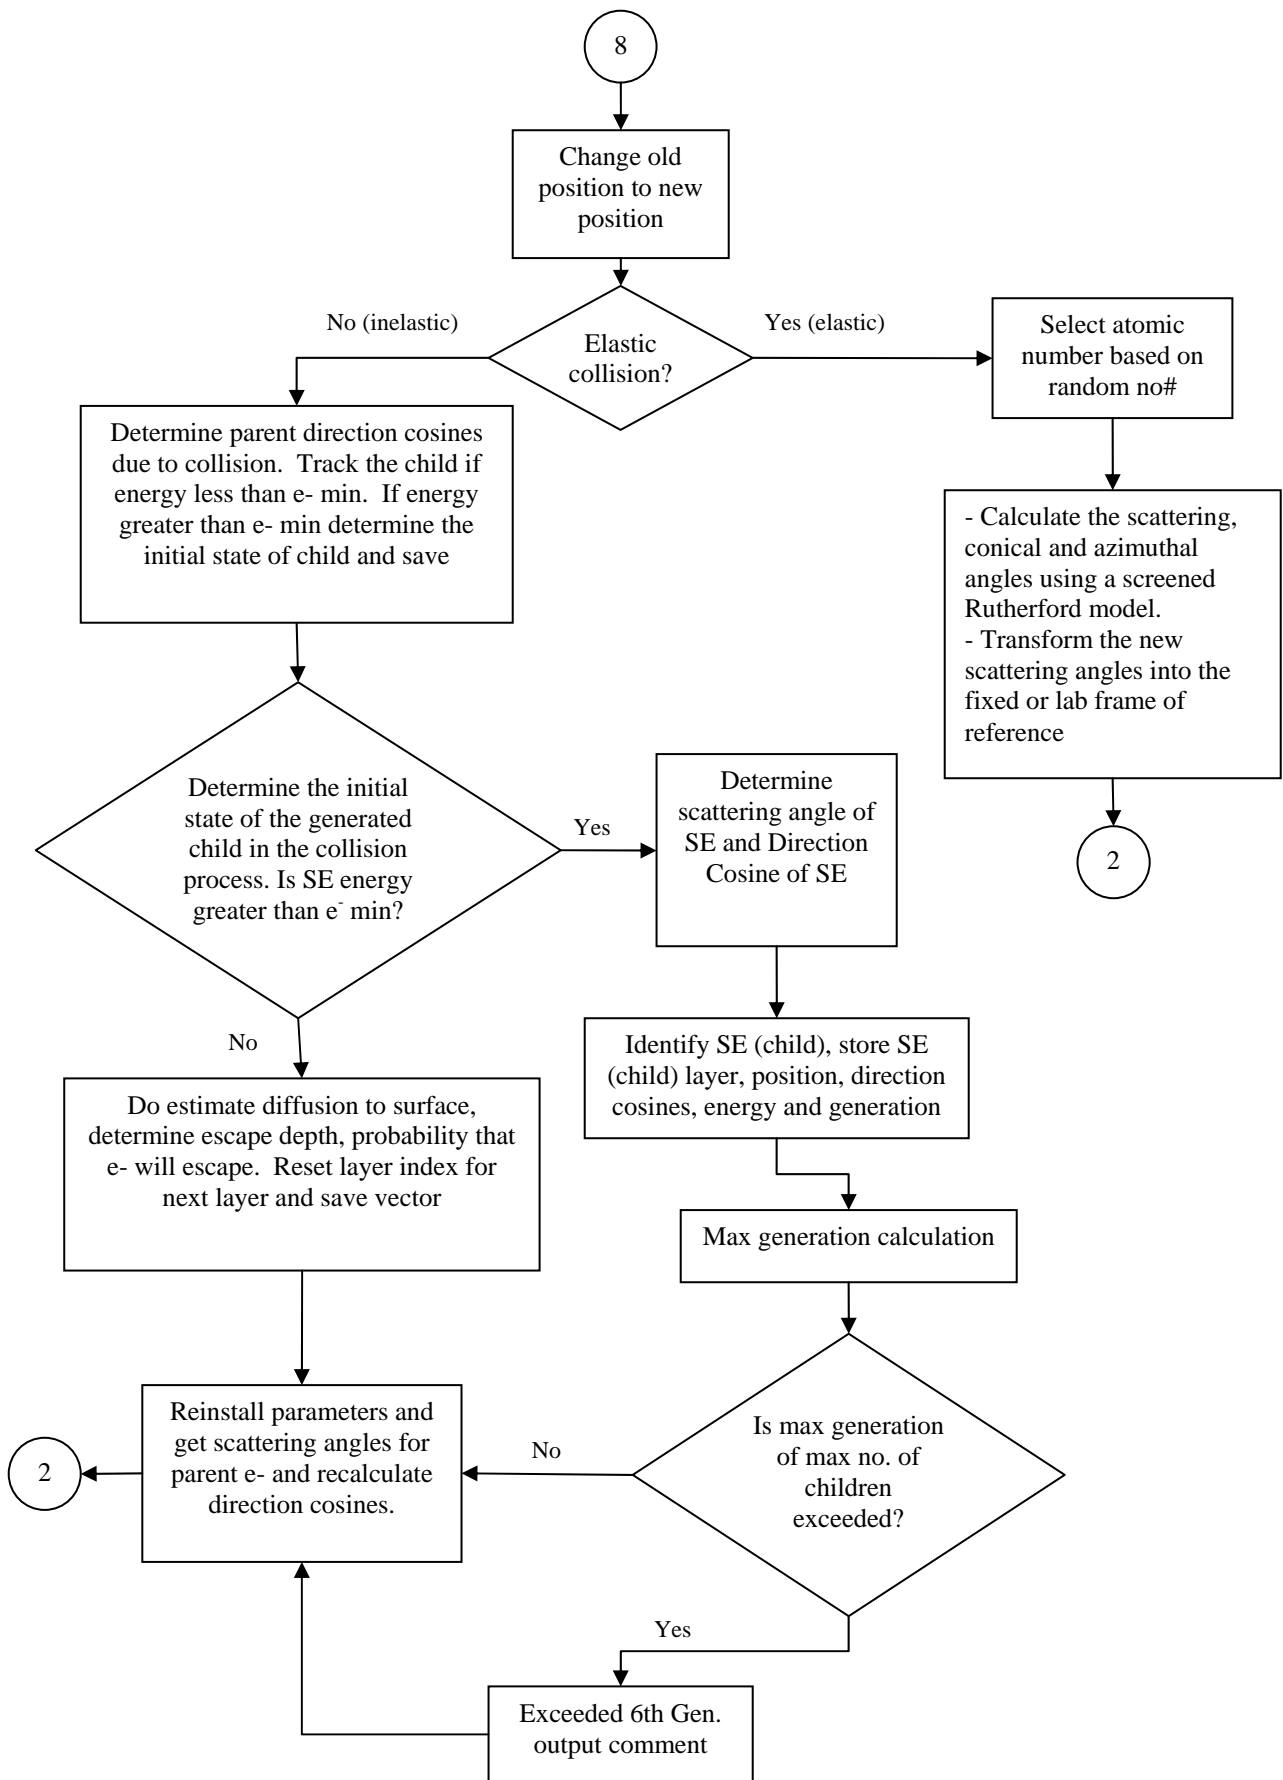 8
Change old
position to new
position
No (inelastic)
Yes (elastic)
Elastic
collision?
Select atomic
number based on
random no#
Determine parent direction cosines
due to collision.  Track the child if
energy less than e- min.  If energy
greater than e- min determine the
initial state of child and save
- Calculate the scattering,
conical and azimuthal
angles using a screened
Rutherford model.
- Transform the new
scattering angles into the
fixed or lab frame of
reference
2
Determine the initial
state of the generated
child in the collision
process. Is SE energy
greater than e⁻ min?
Yes
Determine
scattering angle of
SE and Direction
Cosine of SE
No
Identify SE (child), store SE
(child) layer, position, direction
cosines, energy and generation
Do estimate diffusion to surface,
determine escape depth, probability that
e- will escape.  Reset layer index for
next layer and save vector
Max generation calculation
Is max generation
of max no. of
children
exceeded?
No
Reinstall parameters and
get scattering angles for
parent e- and recalculate
direction cosines.
2
Yes
Exceeded 6th Gen.
output comment